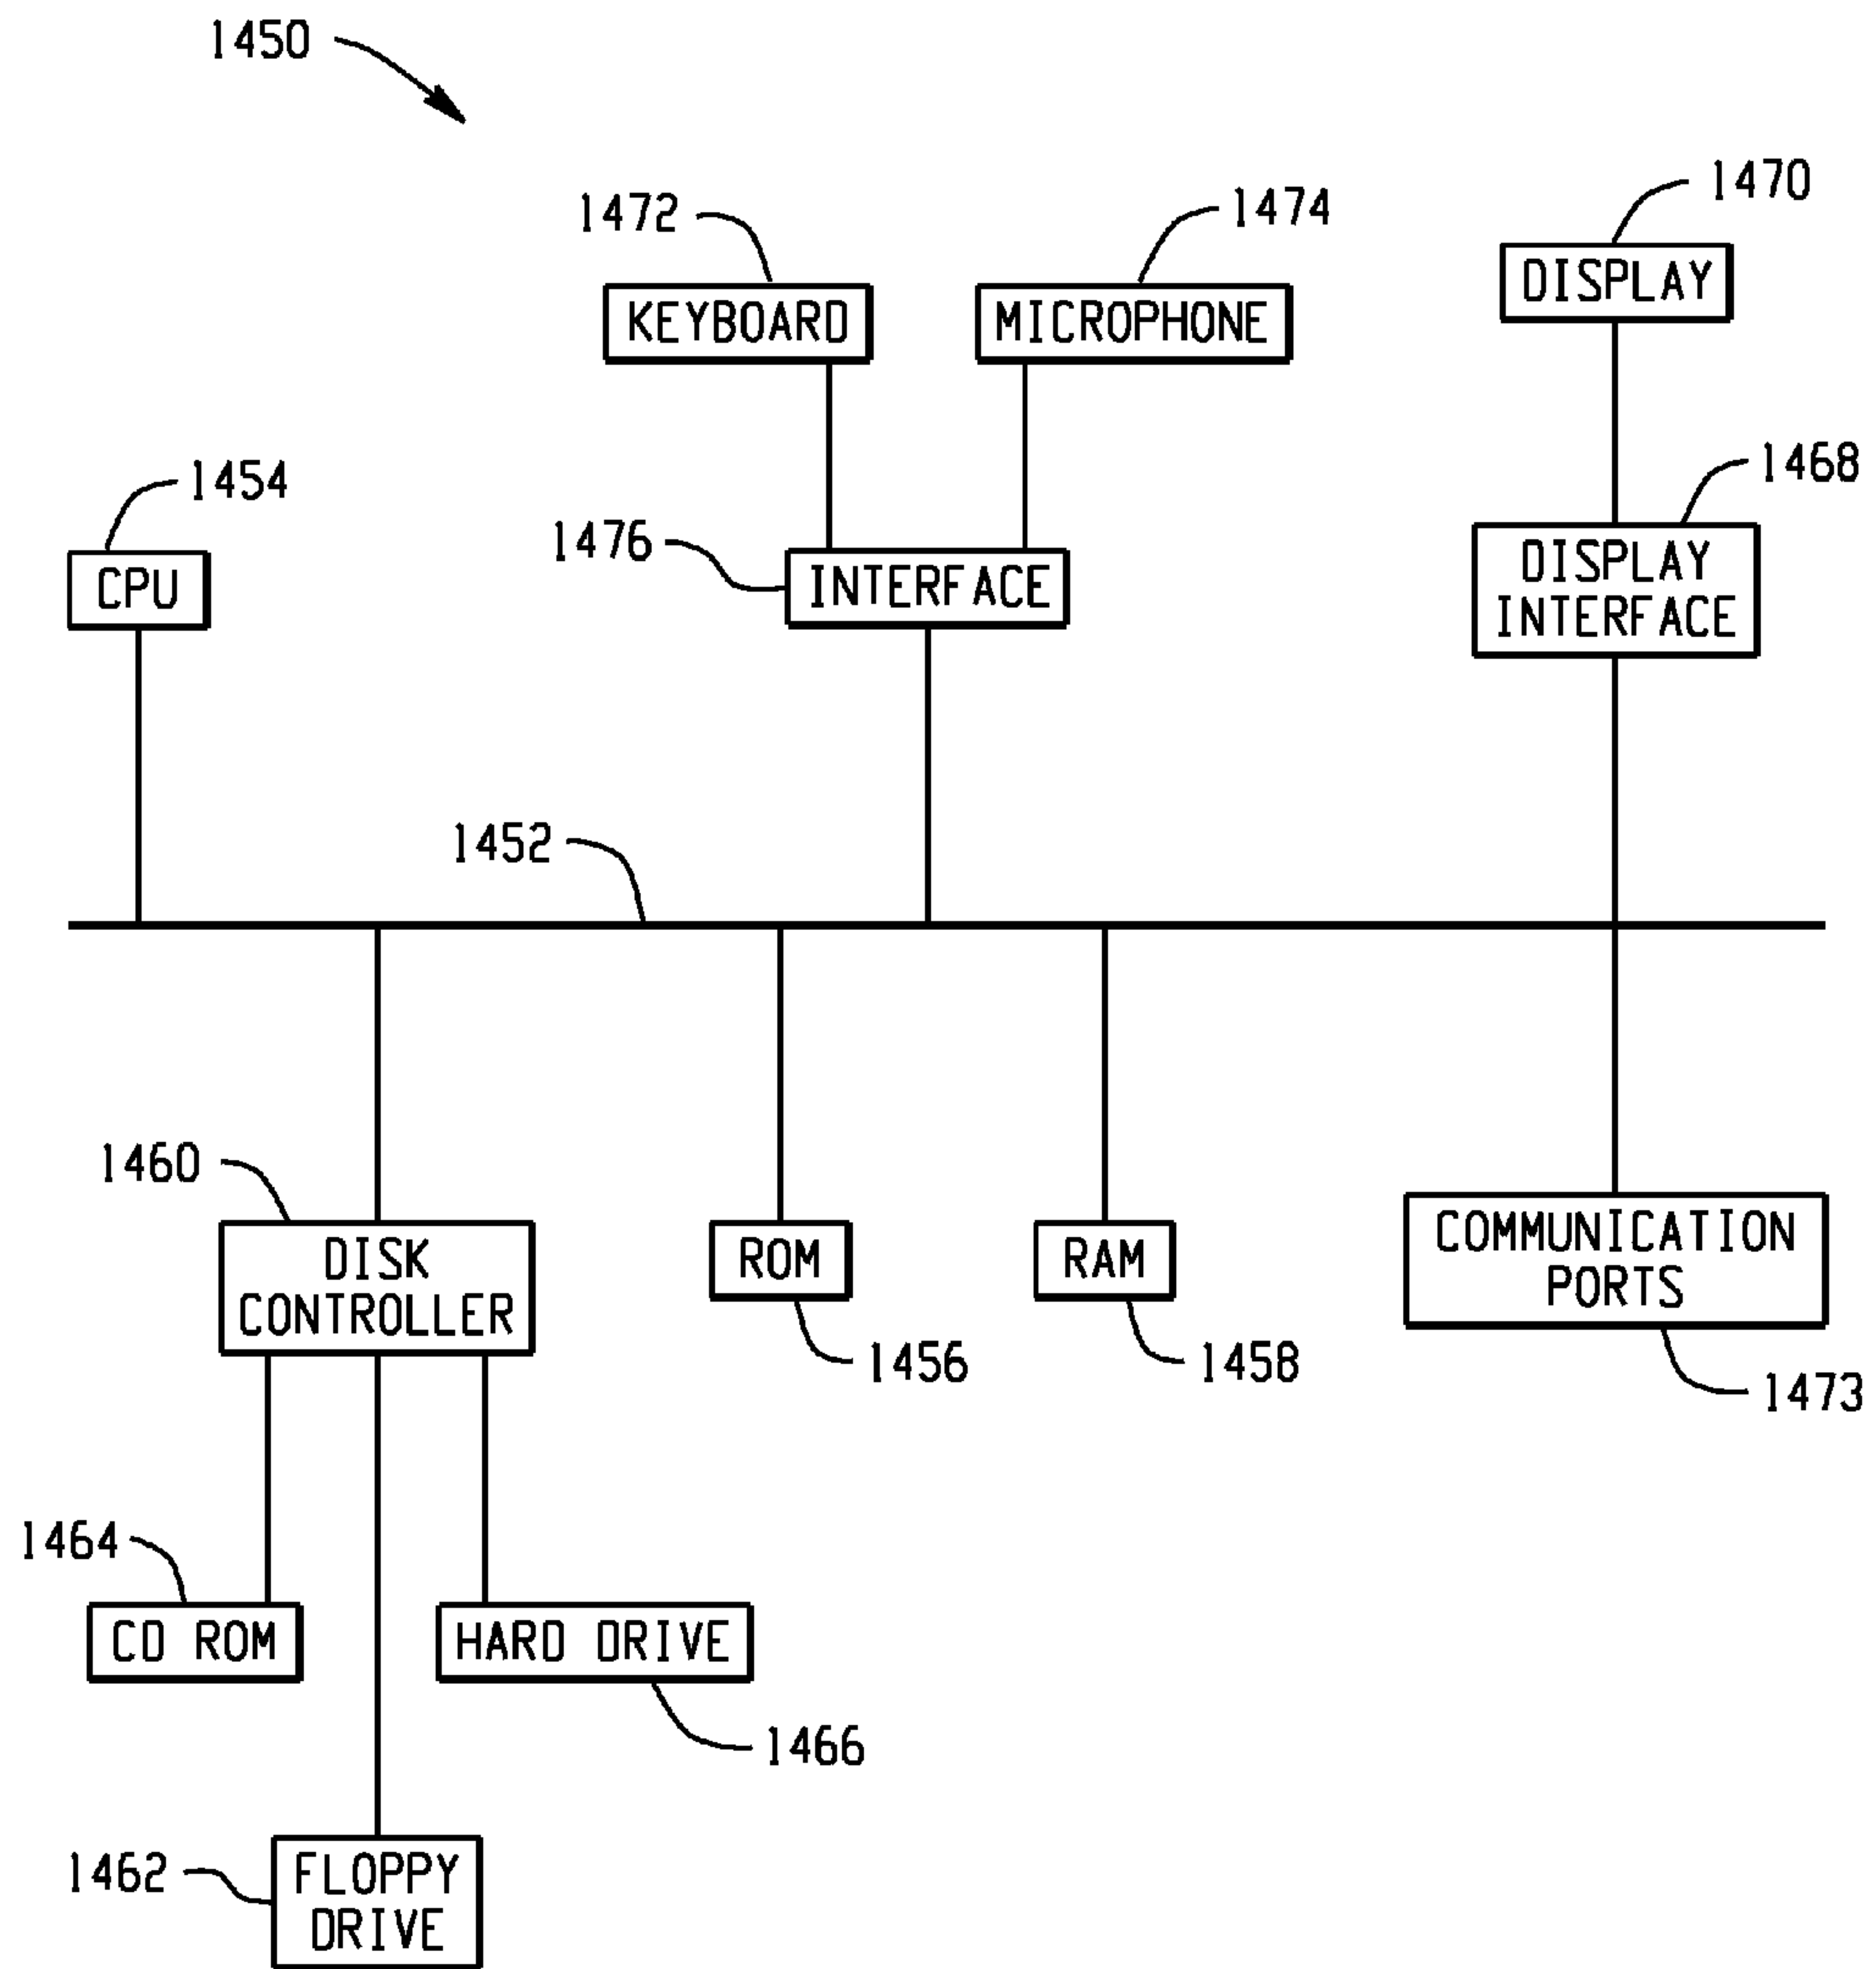 1450
1470
1472
1474
DISPLAY
KEYBOARD
MICROPHONE
1468
1454
1476
DISPLAY
INTERFACE
CPU
INTERFACE
1452
1460
DISK
CONTROLLER
ROM
RAM
COMMUNICATION
PORTS
1456
1458
1473
1464
CD ROM
HARD DRIVE
1466
1462
FLOPPY
DRIVE